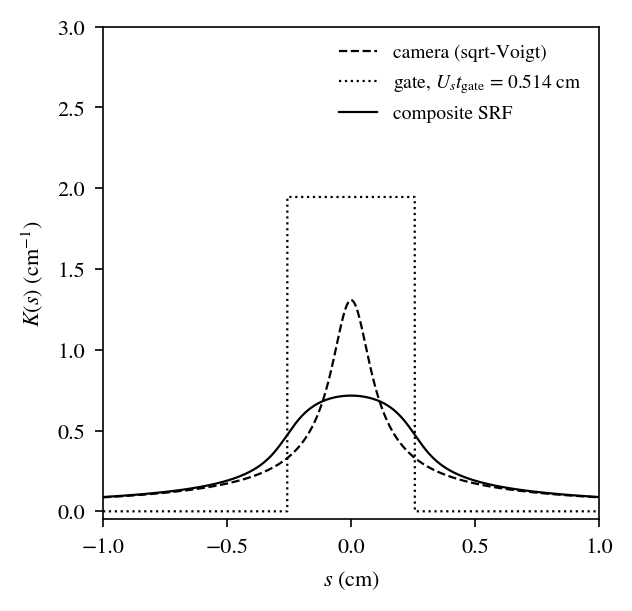 K(s) (cm⁻¹)
3.0
2.5
2.0
1.5
1.0
0.5
0.0
camera (sqrt-Voigt)
gate, Uₛt_gate = 0.514 cm
composite SRF
−1.0 −0.5 0.0 0.5 1.0
s (cm)